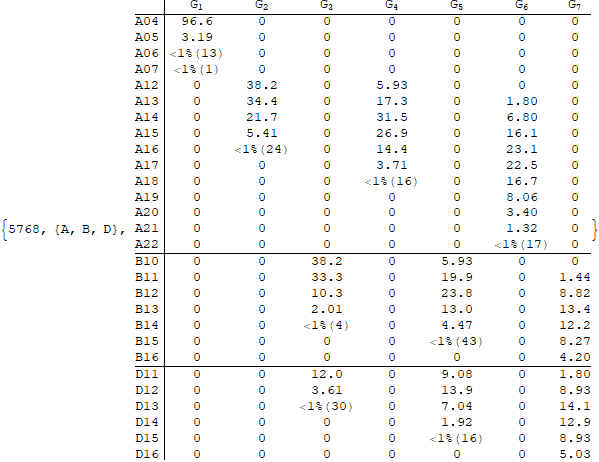 G₁ G₂ G₃ G₄ G₅ G₆ G₇
A04 96.6 0 0 0 0 0 0
A05 3.19 0 0 0 0 0 0
A06 <1%(13) 0 0 0 0 0 0
A07 <1%(1) 0 0 0 0 0 0
A12 0 38.2 0 5.93 0 0 0
A13 0 34.4 0 17.3 0 1.80 0
A14 0 21.7 0 31.5 0 6.80 0
A15 0 5.41 0 26.9 0 16.1 0
A16 0 <1%(24) 0 14.4 0 23.1 0
A17 0 0 0 3.71 0 22.5 0
A18 0 0 0 <1%(16) 0 16.7 0
A19 0 0 0 0 0 8.06 0
A20 0 0 0 0 0 3.40 0
{5768, {A, B, D}, A21 0 0 0 0 0 1.32 0 }
A22 0 0 0 0 0 <1%(17) 0
B10 0 0 38.2 0 5.93 0 0
B11 0 0 33.3 0 19.9 0 1.44
B12 0 0 10.3 0 23.8 0 8.82
B13 0 0 2.01 0 13.0 0 13.4
B14 0 0 <1%(4) 0 4.47 0 12.2
B15 0 0 0 0 <1%(43) 0 8.27
B16 0 0 0 0 0 0 4.20
D11 0 0 12.0 0 9.08 0 1.80
D12 0 0 3.61 0 13.9 0 8.93
D13 0 0 <1%(30) 0 7.04 0 14.1
D14 0 0 0 0 1.92 0 12.9
D15 0 0 0 0 <1%(16) 0 8.93
D16 0 0 0 0 0 0 5.03